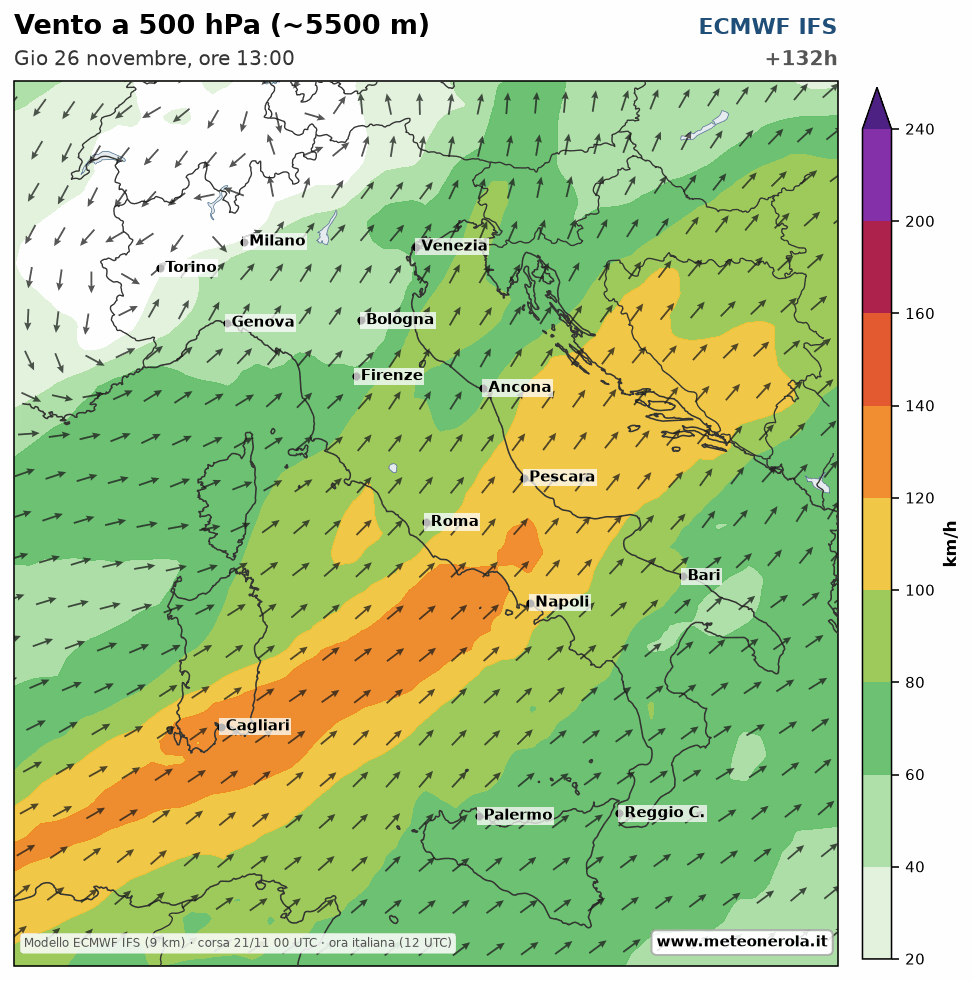 Vento a 500 hPa (~5500 m)
ECMWF IFS
Gio 26 novembre, ore 13:00
+132h
Milano
Venezia
Torino
Genova
Bologna
Firenze
Ancona
Pescara
Roma
Bari
Napoli
Cagliari
Palermo
Reggio C.
240
200
160
140
120
100
80
60
40
20
km/h
Modello ECMWF IFS (9 km) · corsa 21/11 00 UTC · ora italiana (12 UTC)
www.meteonerola.it